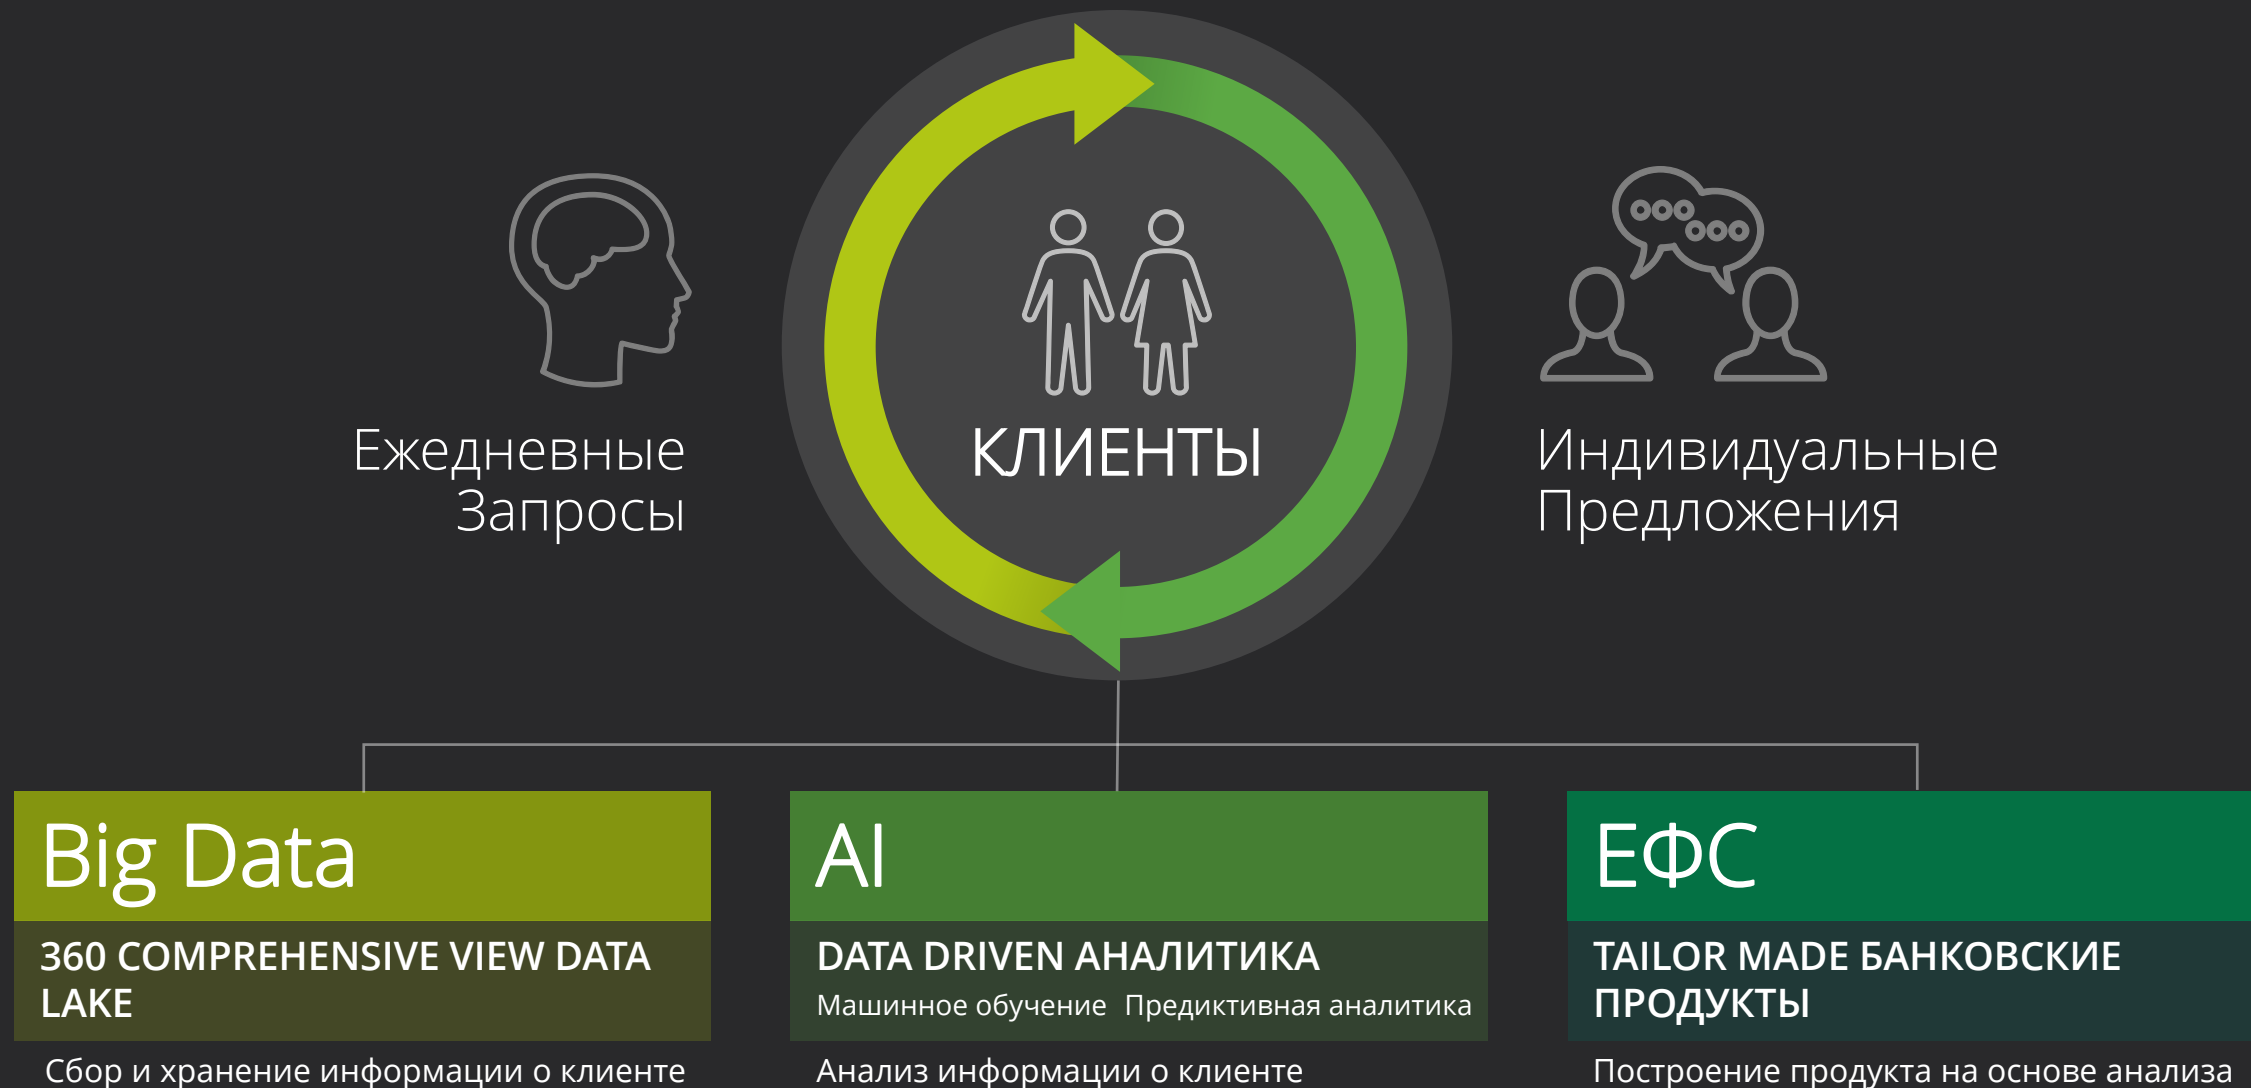 Ежедневные
Запросы
КЛИЕНТЫ
Индивидуальные
Предложения
Big Data
360 COMPREHENSIVE VIEW DATA
LAKE
Сбор и хранение информации о клиенте
AI
DATA DRIVEN АНАЛИТИКА
Машинное обучение Предиктивная аналитика
Анализ информации о клиенте
ЕФС
TAILOR MADE БАНКОВСКИЕ
ПРОДУКТЫ
Построение продукта на основе анализа